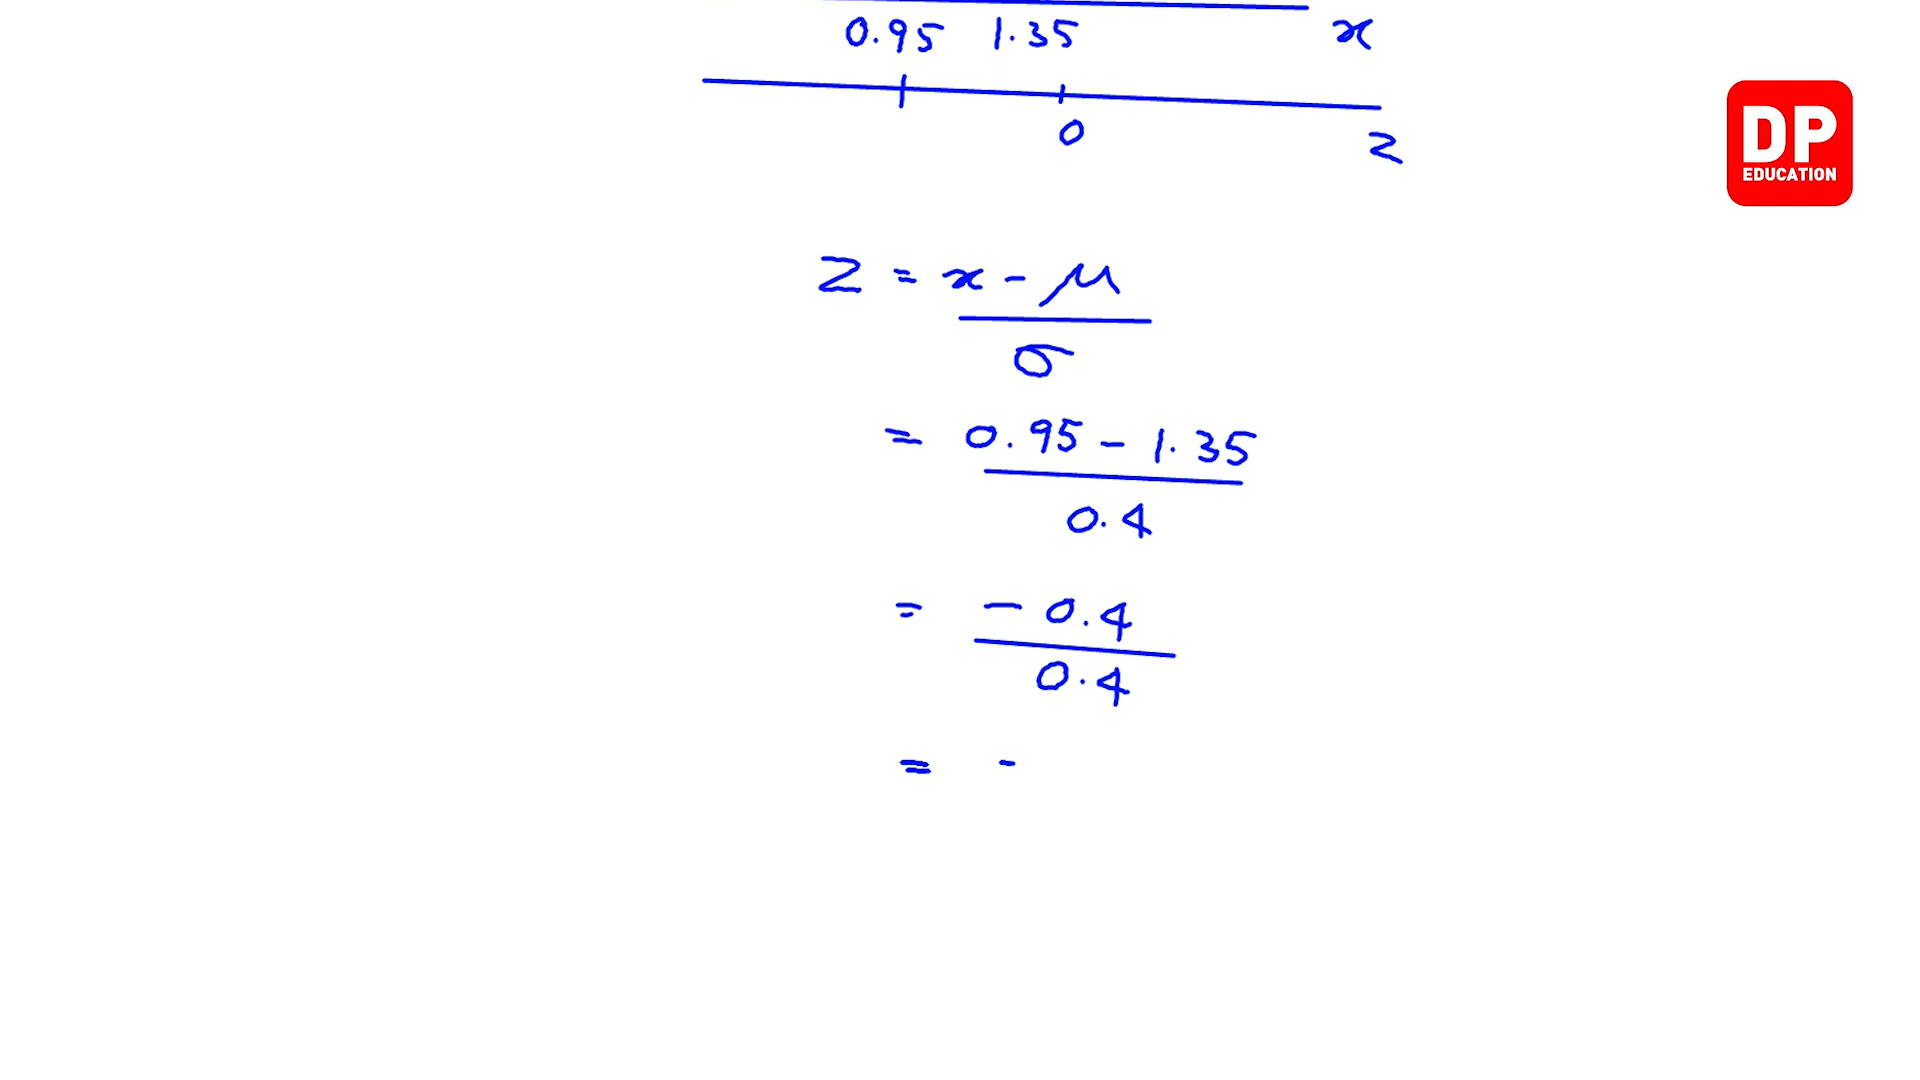 0.95 1.35 x
0 z
DP
EDUCATION
z = x - μ
σ
= 0.95 - 1.35
0.4
= - 0.4
0.4
= -